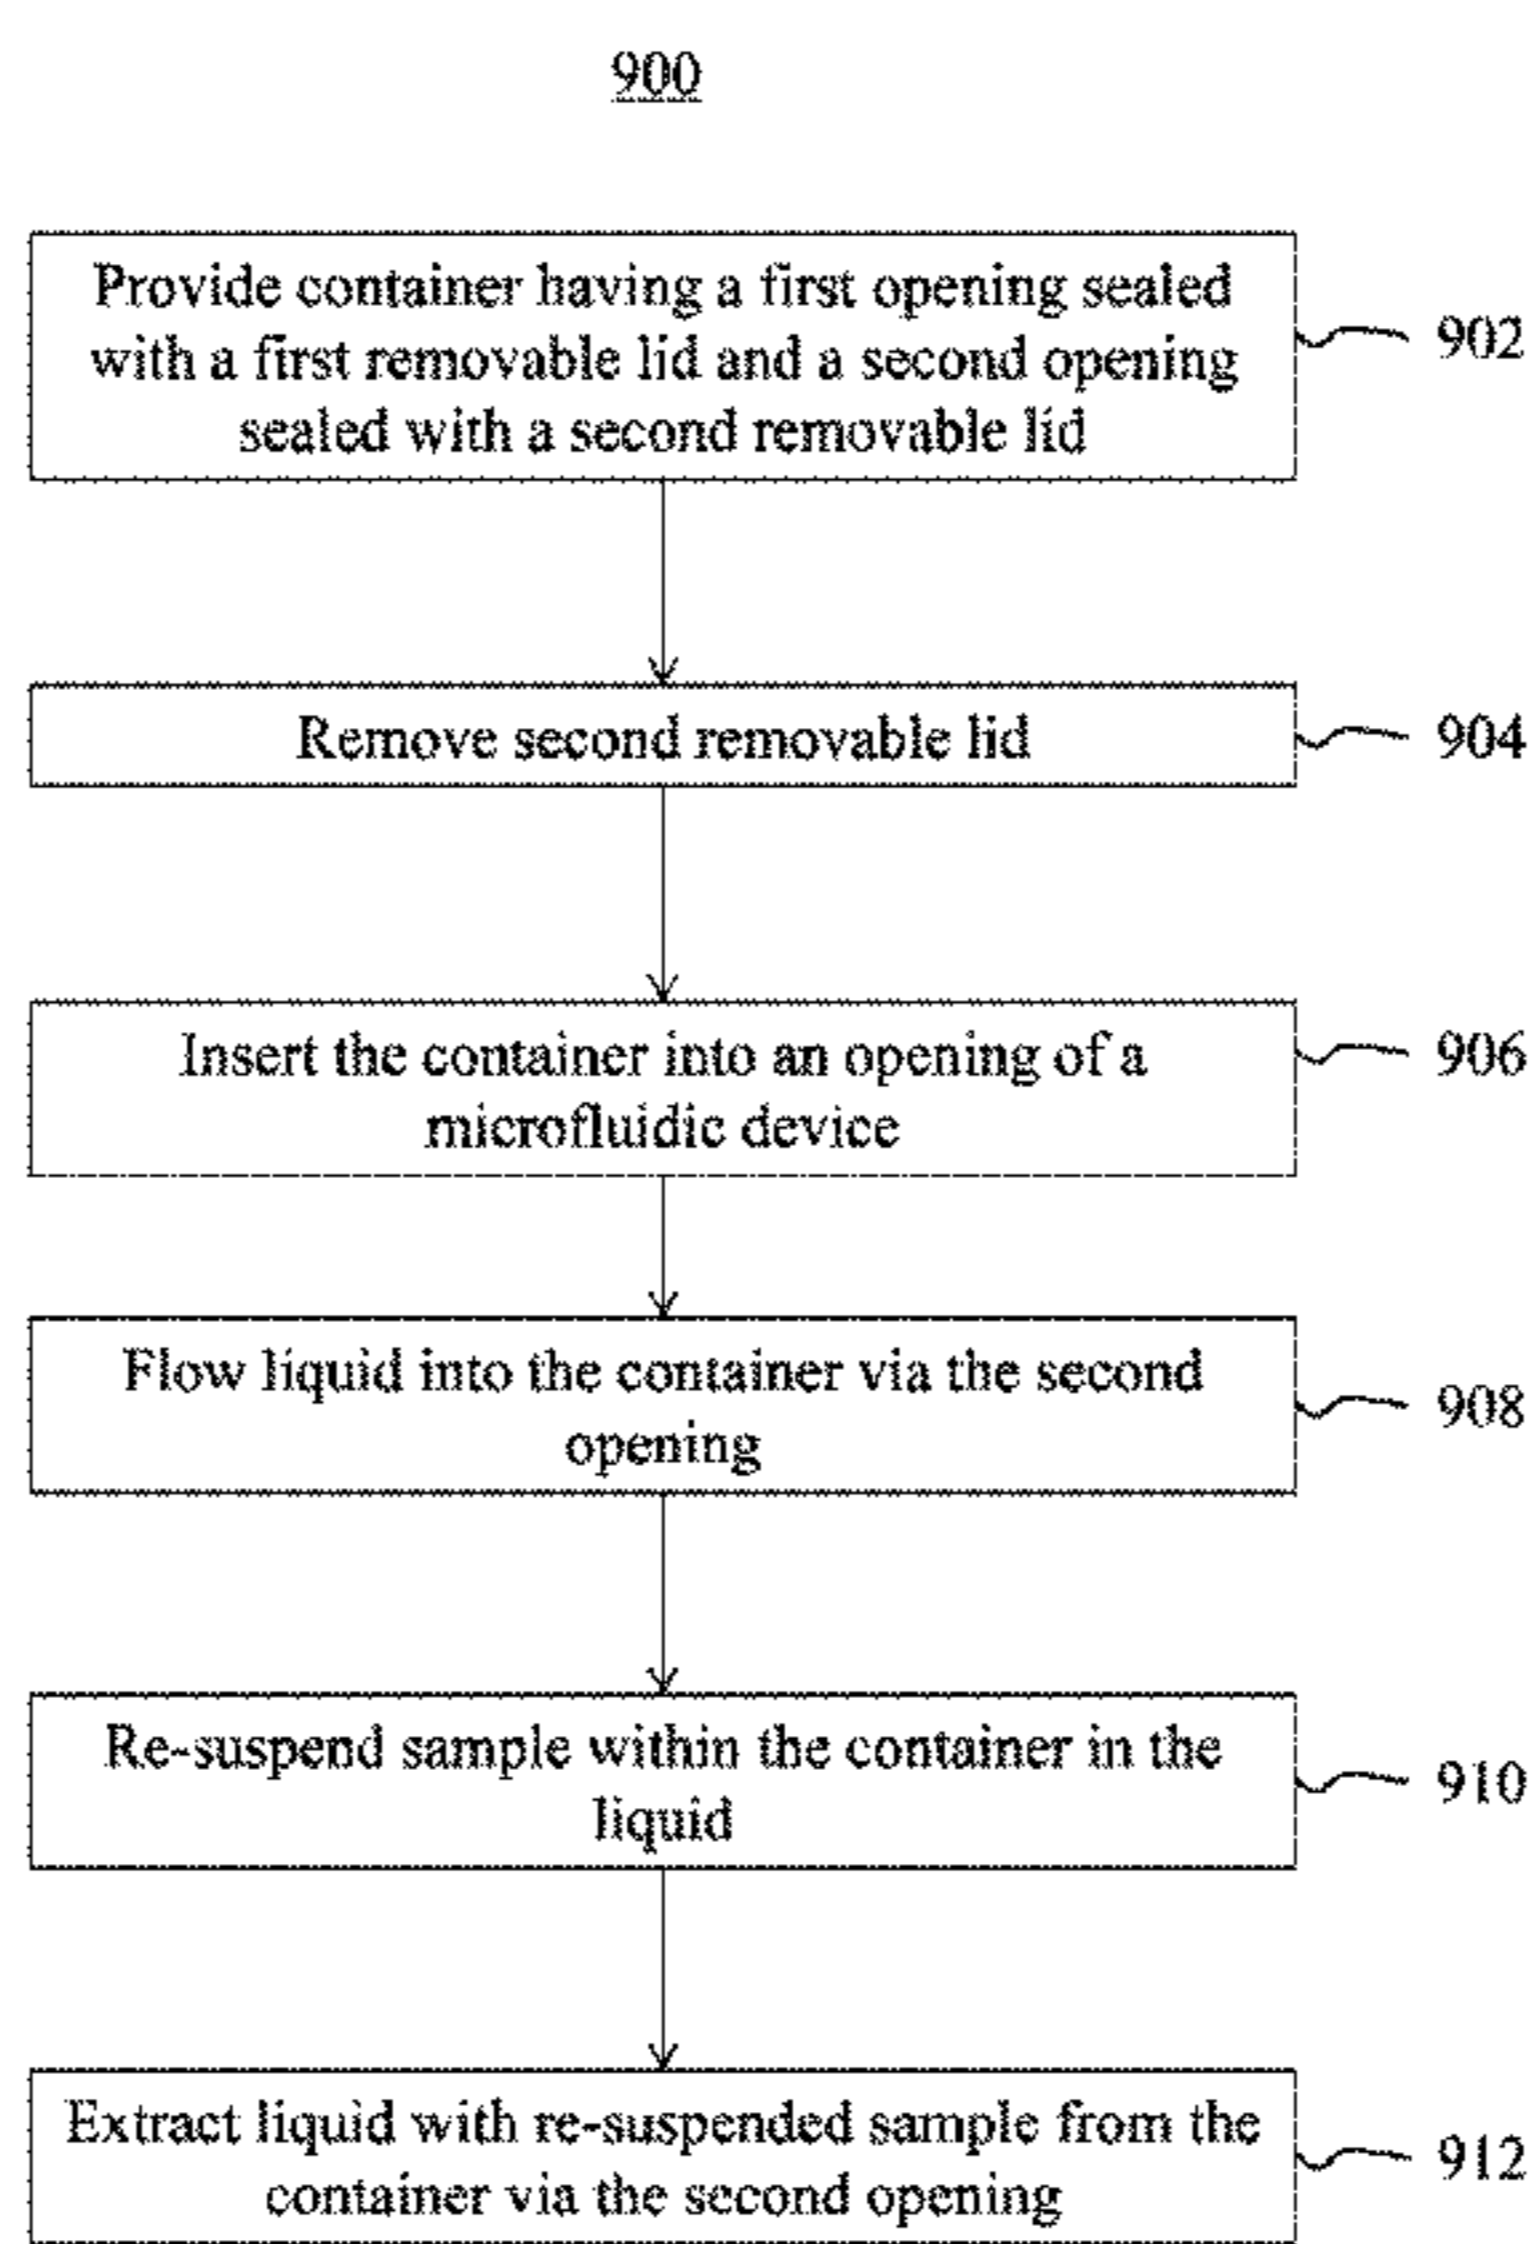 900
Provide container having a first opening sealed
with a first removable lid and a second opening
sealed with a second removable lid
902
Remove second removable lid
904
Insert the container into an opening of a
microfluidic device
906
Flow liquid into the container via the second
opening
908
Re-suspend sample within the container in the
liquid
910
Extract liquid with re-suspended sample from the
container via the second opening
912